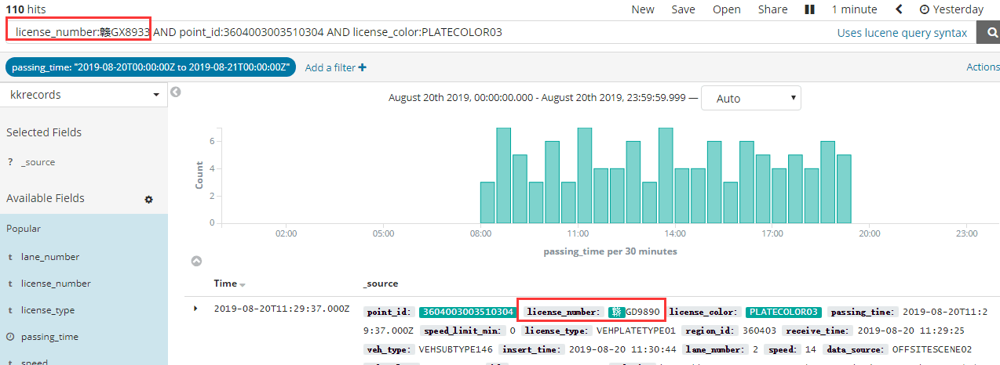 110 hits
New Save Open Share 1 minute Yesterday
license_number:赣GX8933 AND point_id:3604003003510304 AND license_color:PLATECOLOR03
Uses lucene query syntax
passing_time: "2019-08-20T00:00:00Z to 2019-08-21T00:00:00Z"
Add a filter +
Actions
kkrecords
Selected Fields
? _source
Available Fields
Popular
t lane_number
t license_number
t license_type
passing_time
t speed
August 20th 2019, 00:00:00.000 - August 20th 2019, 23:59:59.999 — Auto
Count
6
4
2
0
02:00 05:00 08:00 11:00 14:00 17:00 20:00 23:00
passing_time per 30 minutes
Time _source
2019-08-20T11:29:37.000Z
point_id: 3604003003510304 license_number: 赣GD9890 license_color: PLATECOLOR03 passing_time: 2019-08-20T11:2
9:37.000Z speed_limit_min: 0 license_type: VEHPLATETYPE01 region_id: 360403 receive_time: 2019-08-20 11:29:25
veh_type: VEHSUBTYPE146 insert_time: 2019-08-20 11:30:44 lane_number: 2 speed: 14 data_source: OFFSITESCENE02